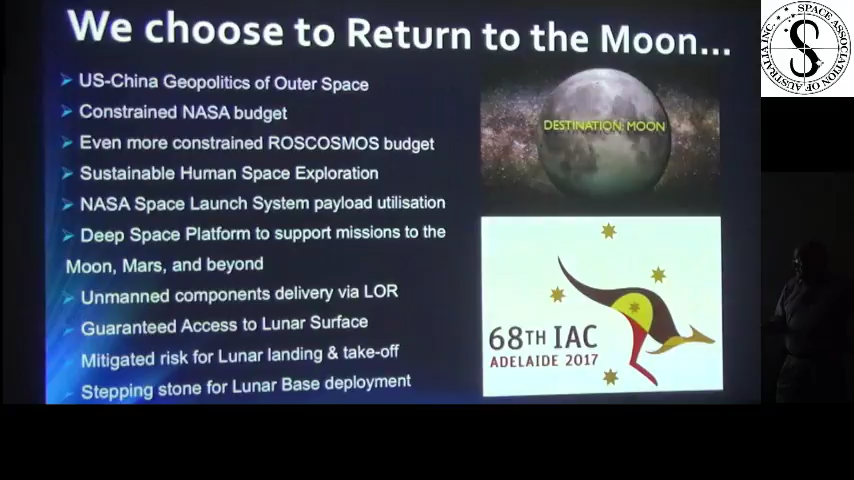 We choose to Return to the Moon...
US-China Geopolitics of Outer Space
Constrained NASA budget
Even more constrained ROSCOSMOS budget
Sustainable Human Space Exploration
NASA Space Launch System payload utilisation
Deep Space Platform to support missions to the
Moon, Mars, and beyond
Unmanned components delivery via LOR
Guaranteed Access to Lunar Surface
Mitigated risk for Lunar landing & take-off
Stepping stone for Lunar Base deployment
DESTINATION: MOON
68TH IAC
ADELAIDE 2017
SPACE ASSOCIATION OF AUSTRALIA INC.
S